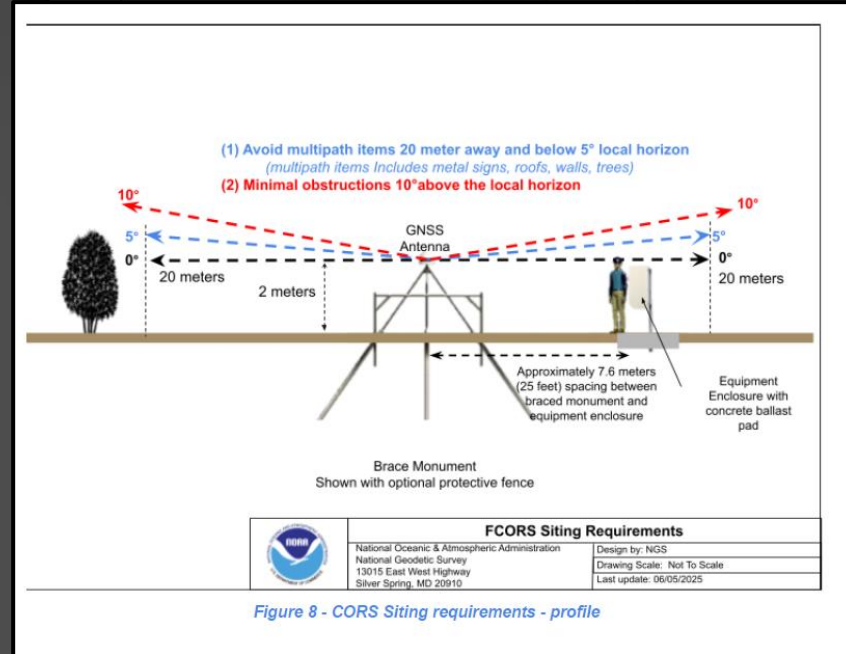 (1) Avoid multipath items 20 meter away and below 5° local horizon
(multipath items Includes metal signs, roofs, walls, trees)
(2) Minimal obstructions 10°above the local horizon
10°
10°
GNSS
Antenna
5°
5°
0°
0°
20 meters
20 meters
2 meters
Approximately 7.6 meters
(25 feet) spacing between
braced monument and
equipment enclosure
Equipment
Enclosure with
concrete ballast
pad
Brace Monument
Shown with optional protective fence
NOAA
FCORS Siting Requirements
National Oceanic & Atmospheric Administration
National Geodetic Survey
13015 East West Highway
Silver Spring, MD 20910
Design by: NGS
Drawing Scale: Not To Scale
Last update: 06/05/2025
Figure 8 - CORS Siting requirements - profile